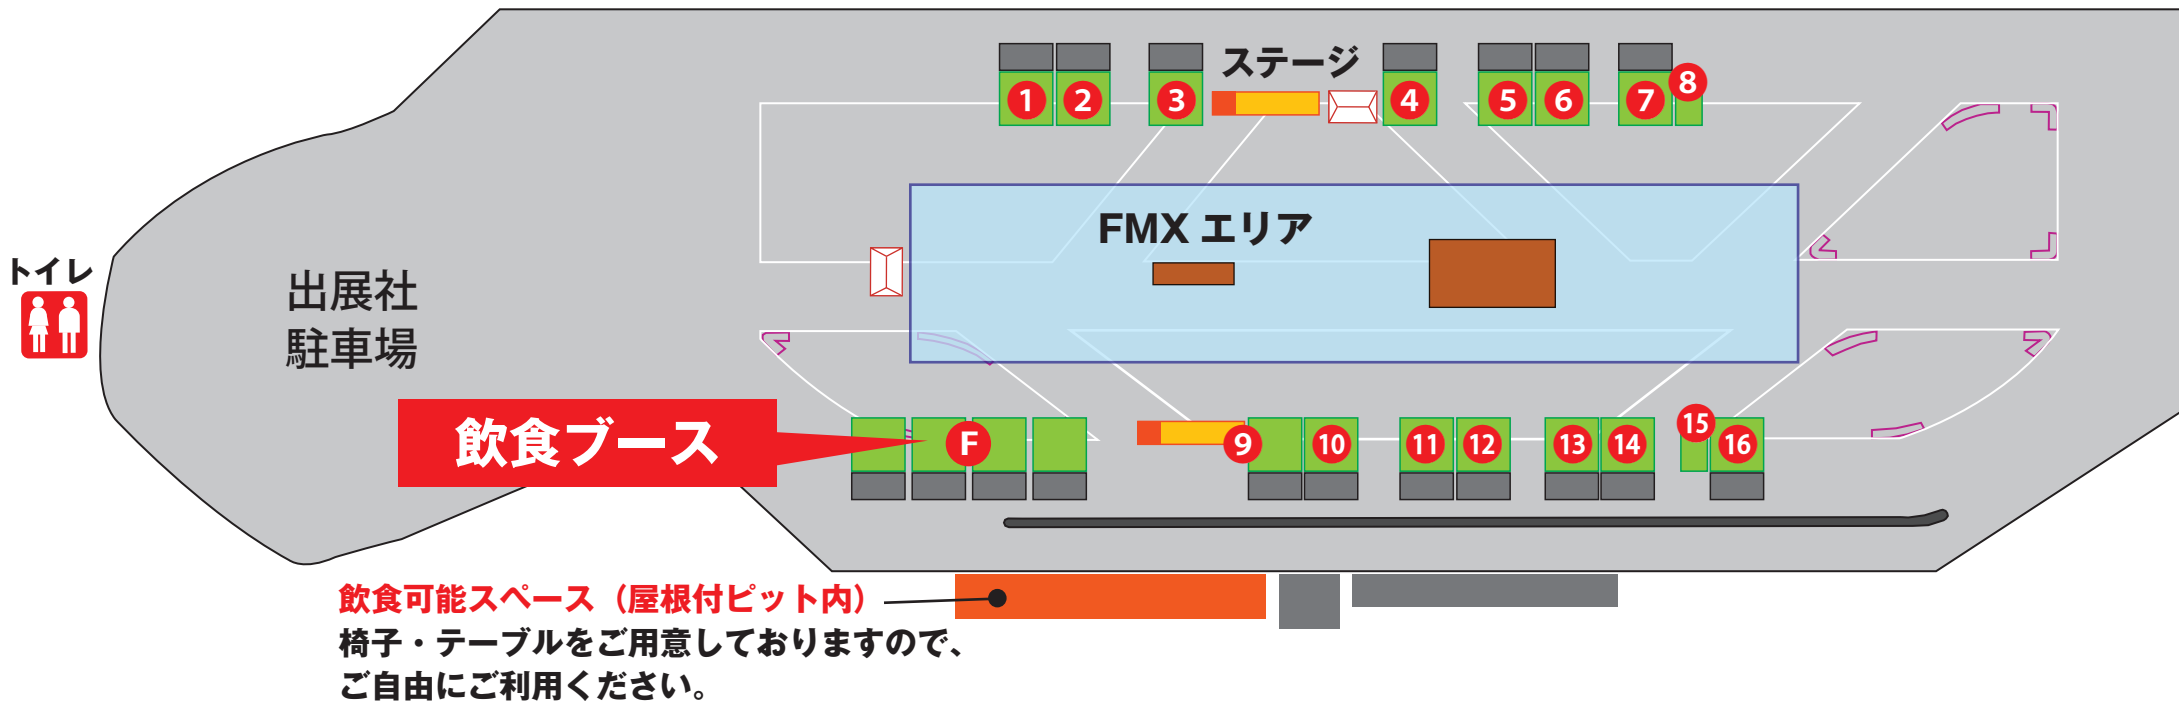 ステージ
1
2
3
4
5
6
7
8
FMX エリア
トイレ
出展社
駐車場
飲食ブース
F
9
10
11
12
13
14
15
16
飲食可能スペース（屋根付ピット内）
椅子・テーブルをご用意しておりますので、
ご自由にご利用ください。